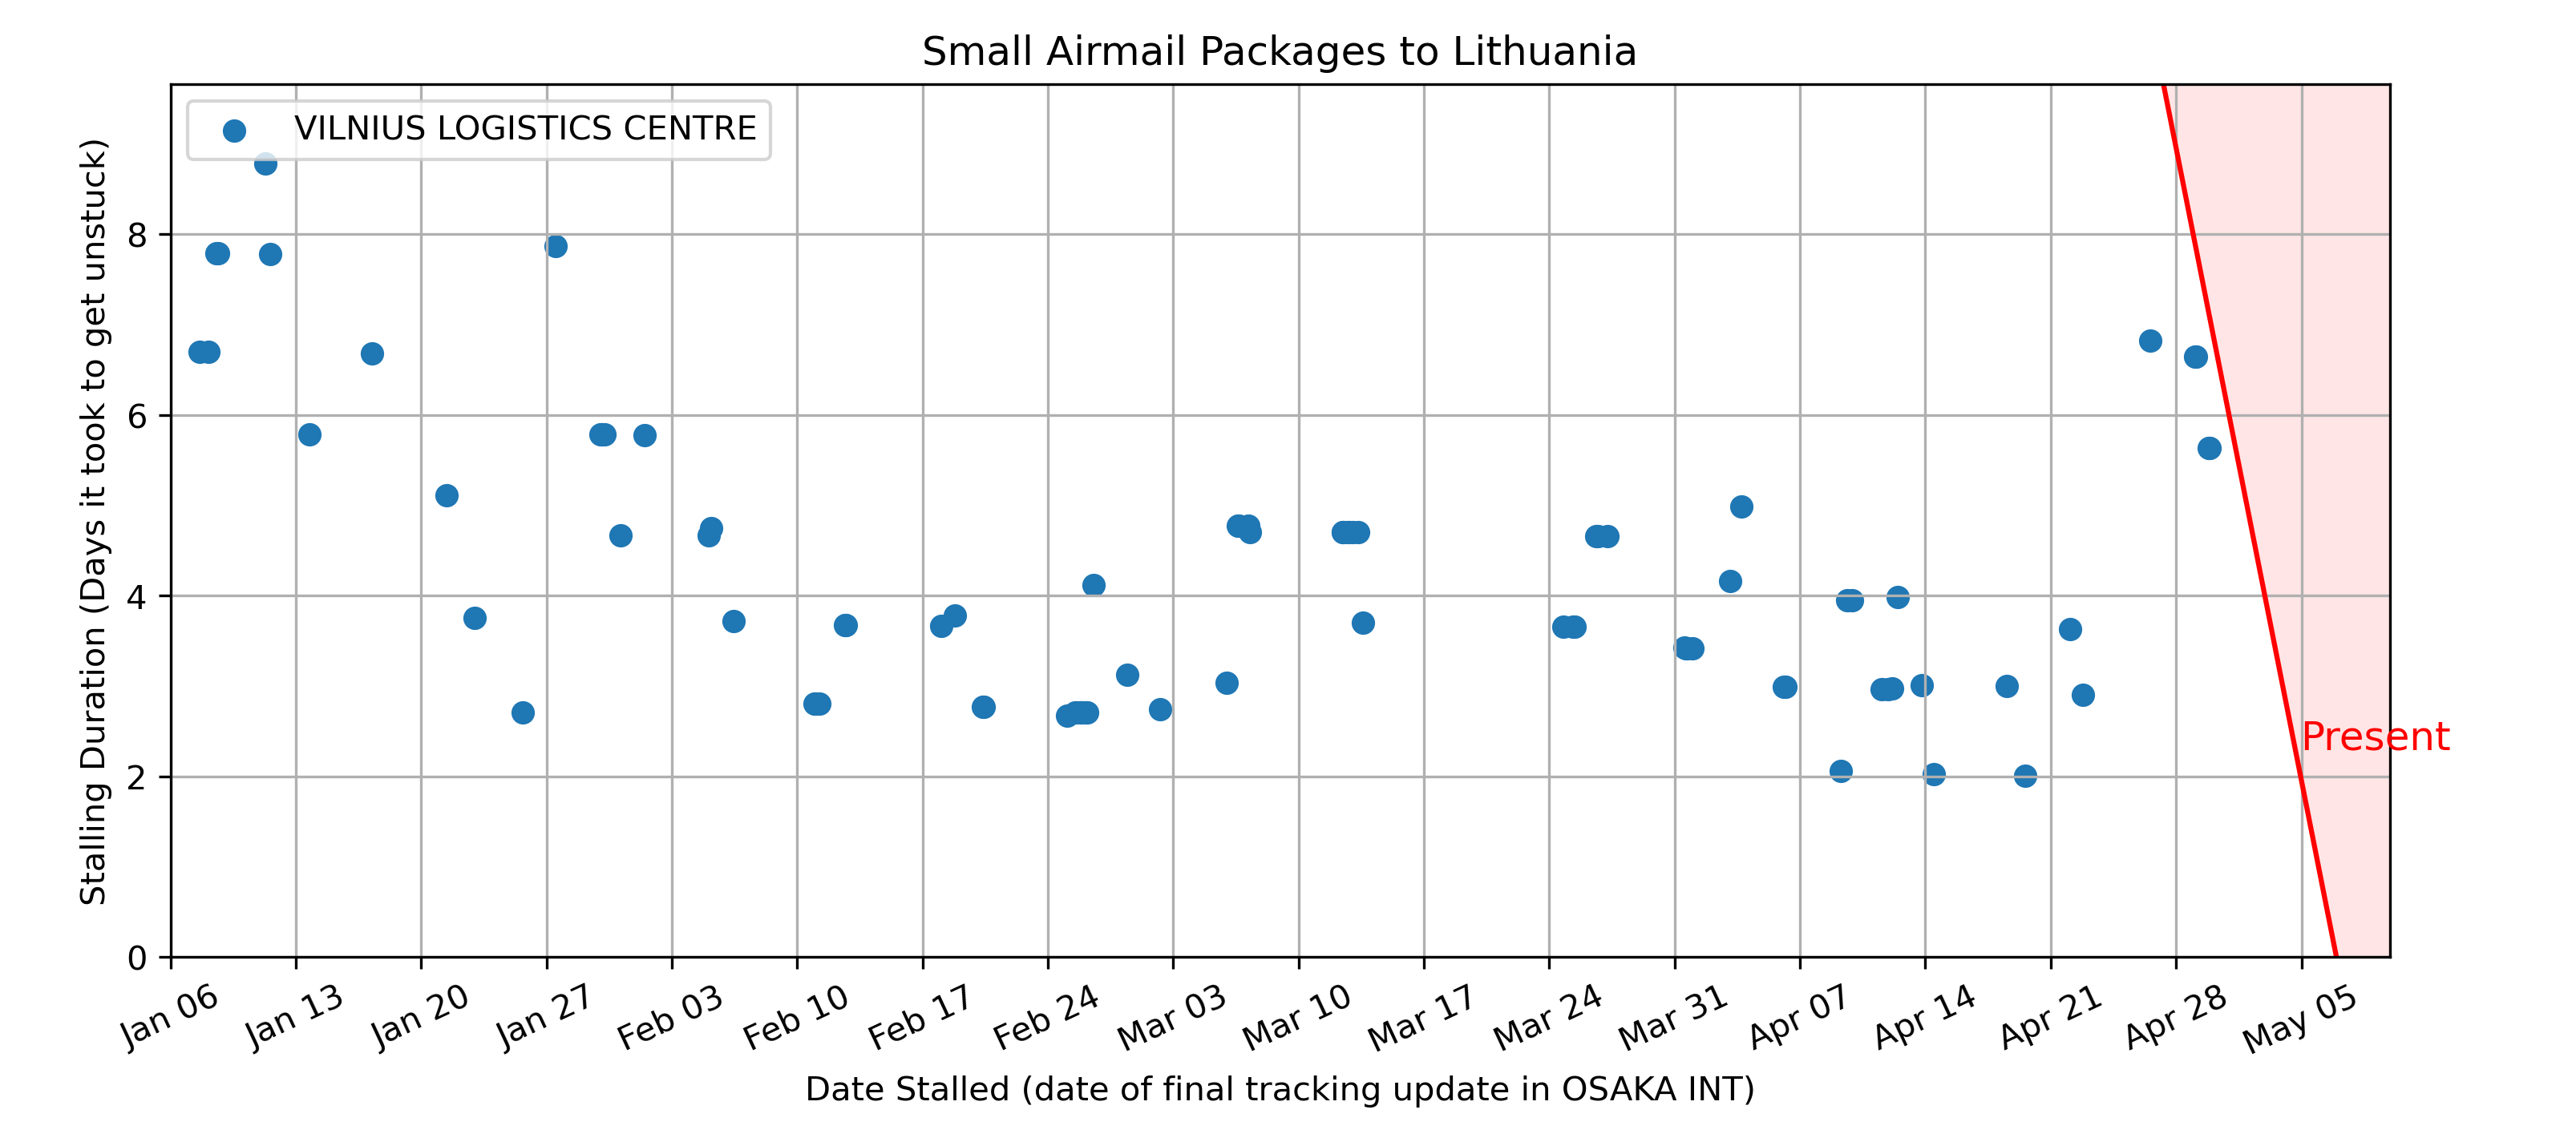 Small Airmail Packages to Lithuania
VILNIUS LOGISTICS CENTRE
Stalling Duration (Days it took to get unstuck)
8
6
4
2
0
Present
Jan 06
Jan 13
Jan 20
Jan 27
Feb 03
Feb 10
Feb 17
Feb 24
Mar 03
Mar 10
Mar 17
Mar 24
Mar 31
Apr 07
Apr 14
Apr 21
Apr 28
May 05
Date Stalled (date of final tracking update in OSAKA INT)